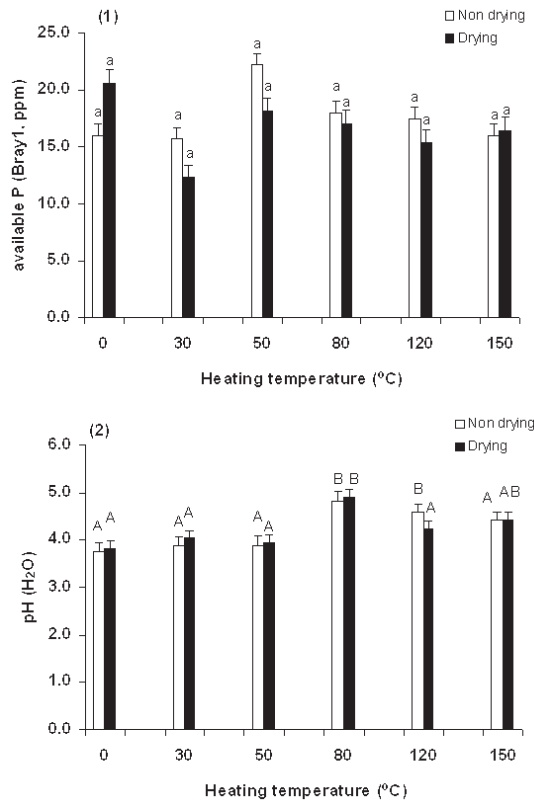 (1)
Non drying
Drying
25.0
20.0
15.0
10.0
5.0
0.0
available P (Bray1, ppm)
a a a a a a a a a a a a
0 30 50 80 120 150
Heating temperature (⁰C)
(2)
Non drying
Drying
6.0
5.0
4.0
3.0
2.0
1.0
0.0
pH (H₂O)
A A A A A A B B B A A AB
0 30 50 80 120 150
Heating temperature (⁰C)